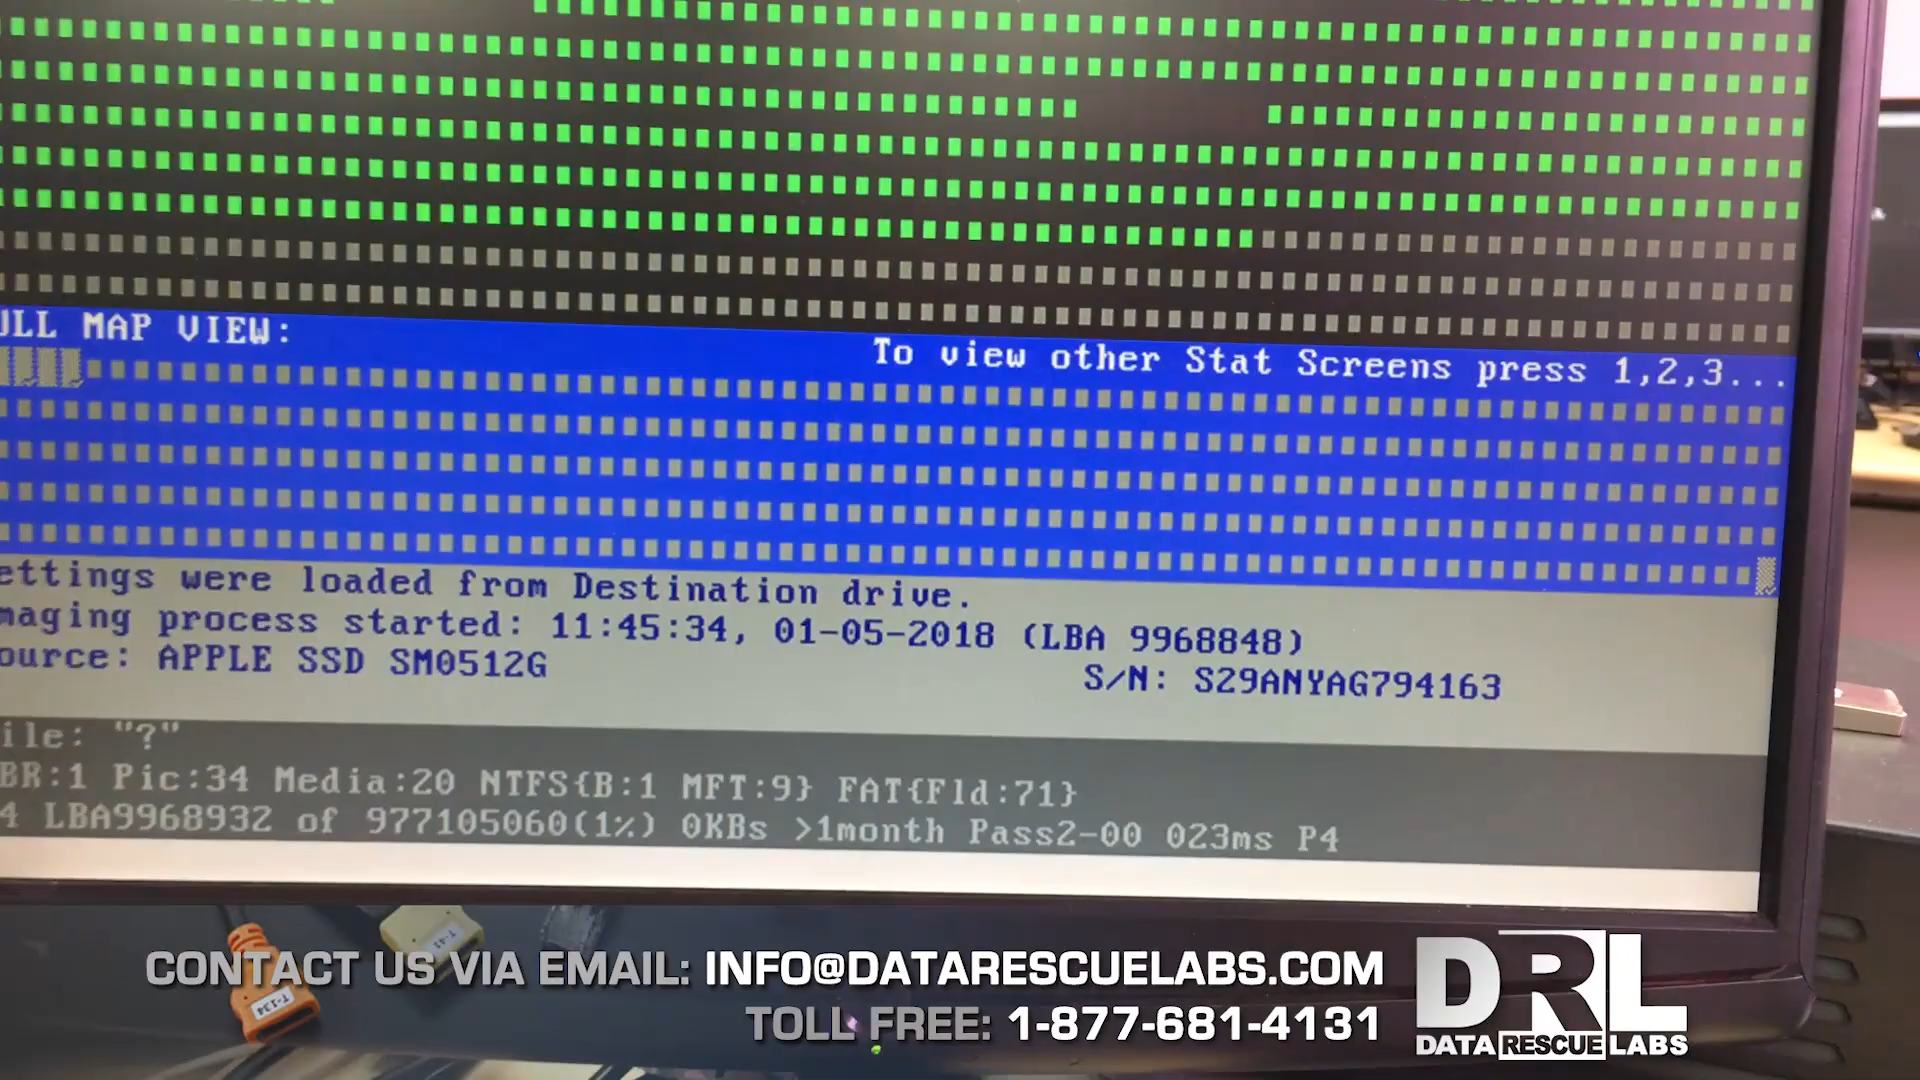 ULL MAP VIEW:
To view other Stat Screens press 1,2,3...
ettings were loaded from Destination drive.
maging process started: 11:45:34, 01-05-2018 (LBA 9968848)
ource: APPLE SSD SM0512G S/N: S29ANYAG794163
ile: "?"
BR:1 Pic:34 Media:20 NTFS{B:1 MFT:9} FAT{Fld:71}
4 LBA9968932 of 977105060(1%) 0KBs >1month Pass2-00 023ms P4
T-41
T-134
CONTACT US VIA EMAIL: INFO@DATARESCUELABS.COM
TOLL FREE: 1-877-681-4131
DRL
DATA RESCUE LABS